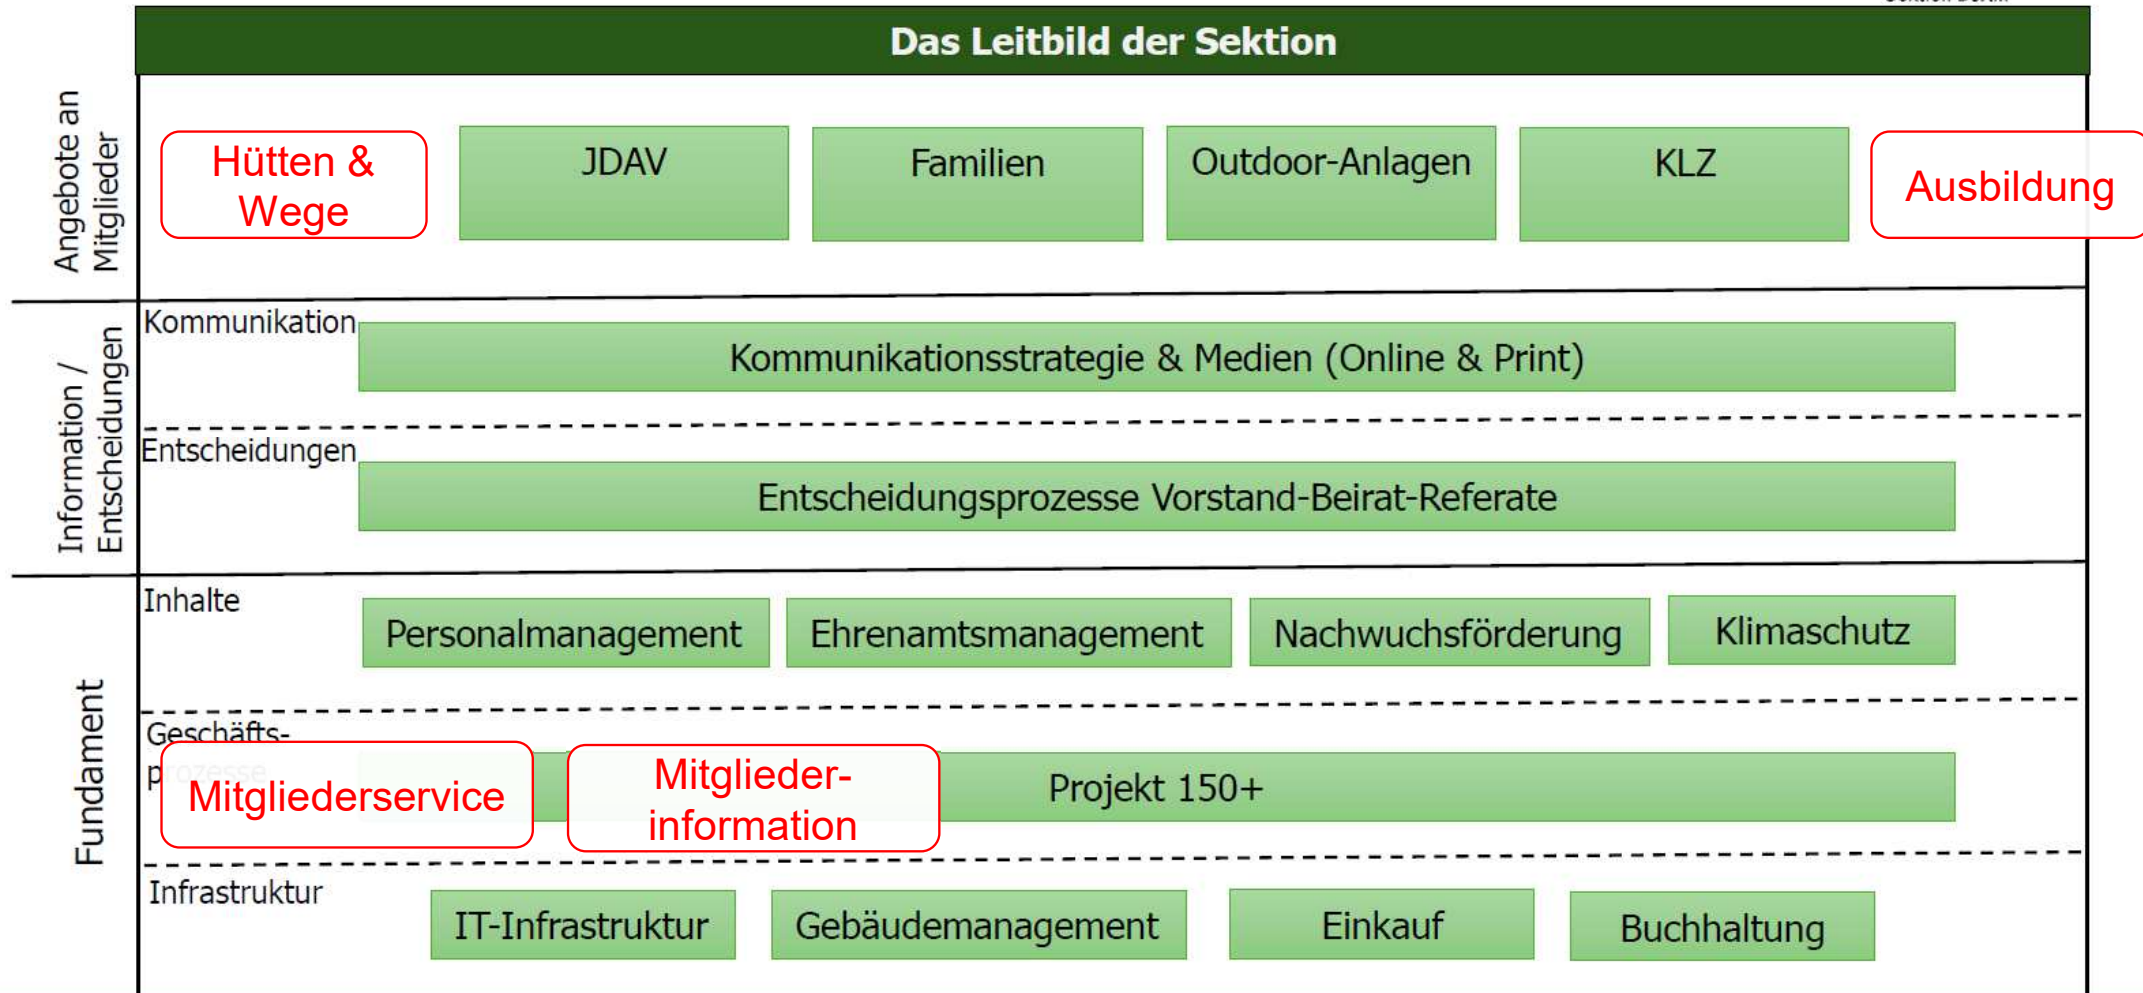 Das Leitbild der Sektion
Angebote an
Mitglieder
Hütten &
Wege
JDAV
Familien
Outdoor-Anlagen
KLZ
Ausbildung
Information /
Entscheidungen
Kommunikation
Kommunikationsstrategie & Medien (Online & Print)
Entscheidungen
Entscheidungsprozesse Vorstand-Beirat-Referate
Fundament
Inhalte
Personalmanagement
Ehrenamtsmanagement
Nachwuchsförderung
Klimaschutz
Geschäfts-
prozesse
Mitgliederservice
Mitglieder-
information
Projekt 150+
Infrastruktur
IT-Infrastruktur
Gebäudemanagement
Einkauf
Buchhaltung